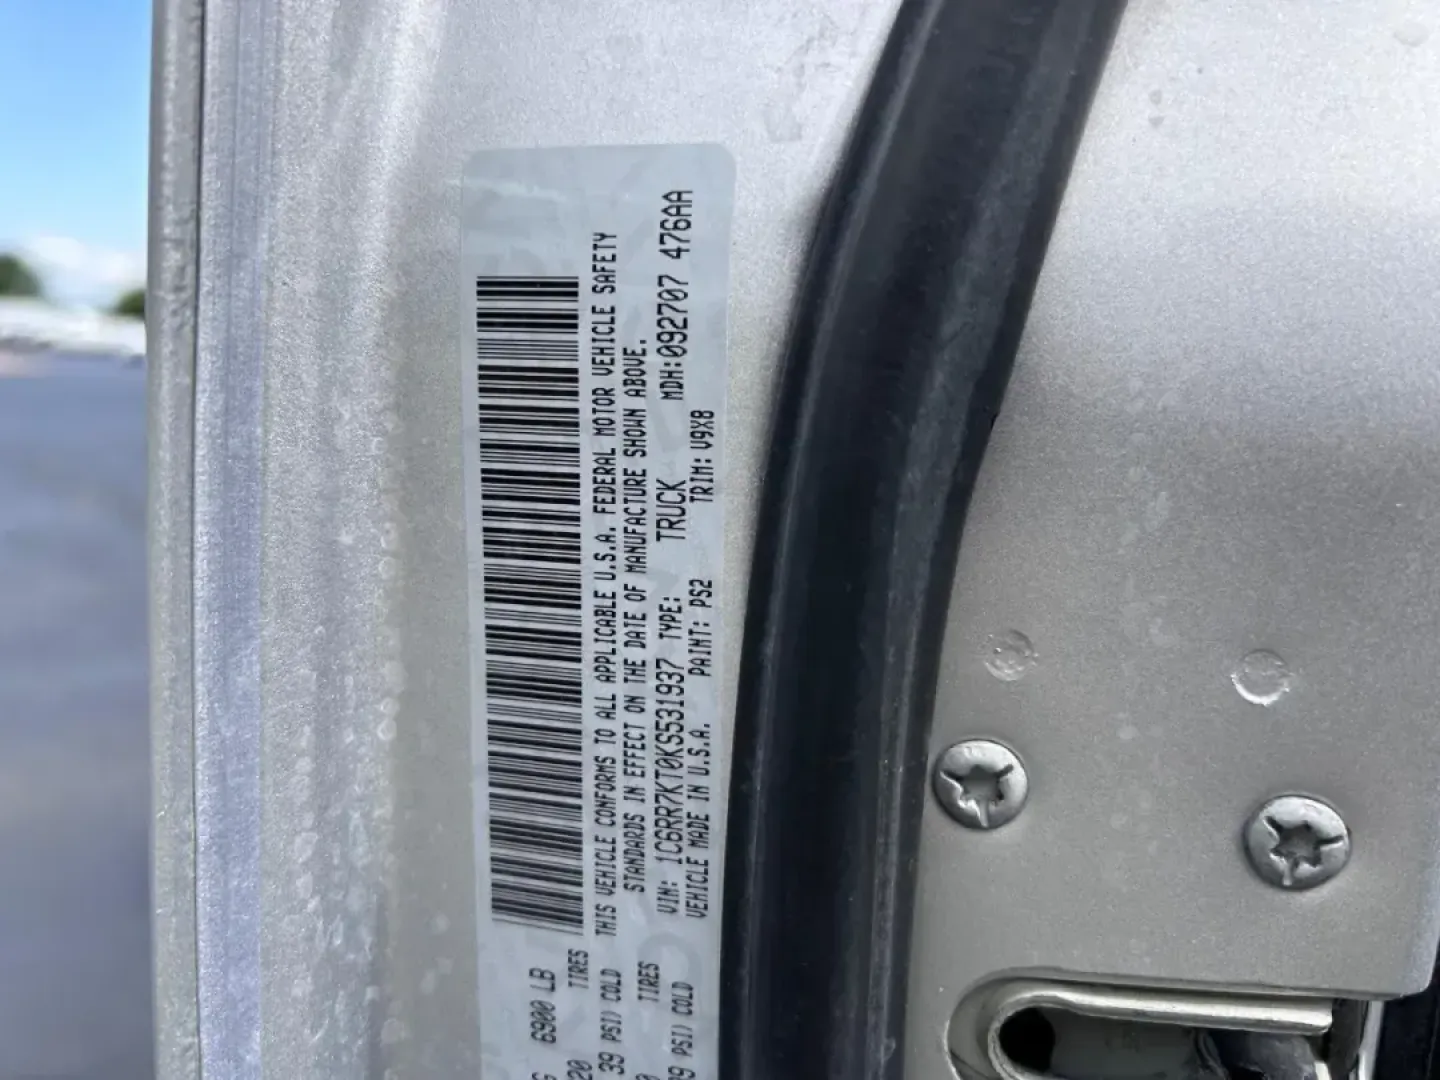 G 6900 LB
20 TIRES
39 PSI) COLD
TIRES
PSI) COLD
THIS VEHICLE CONFORMS TO ALL APPLICABLE U.S.A. FEDERAL MOTOR VEHICLE SAFETY
STANDARDS IN EFFECT ON THE DATE OF MANUFACTURE SHOWN ABOVE.
VIN: 1C6RR7KT0KS531937 TYPE: TRUCK MDH:092707 476AA
VEHICLE MADE IN U.S.A. PAINT: PS2 TRIM: V9X8